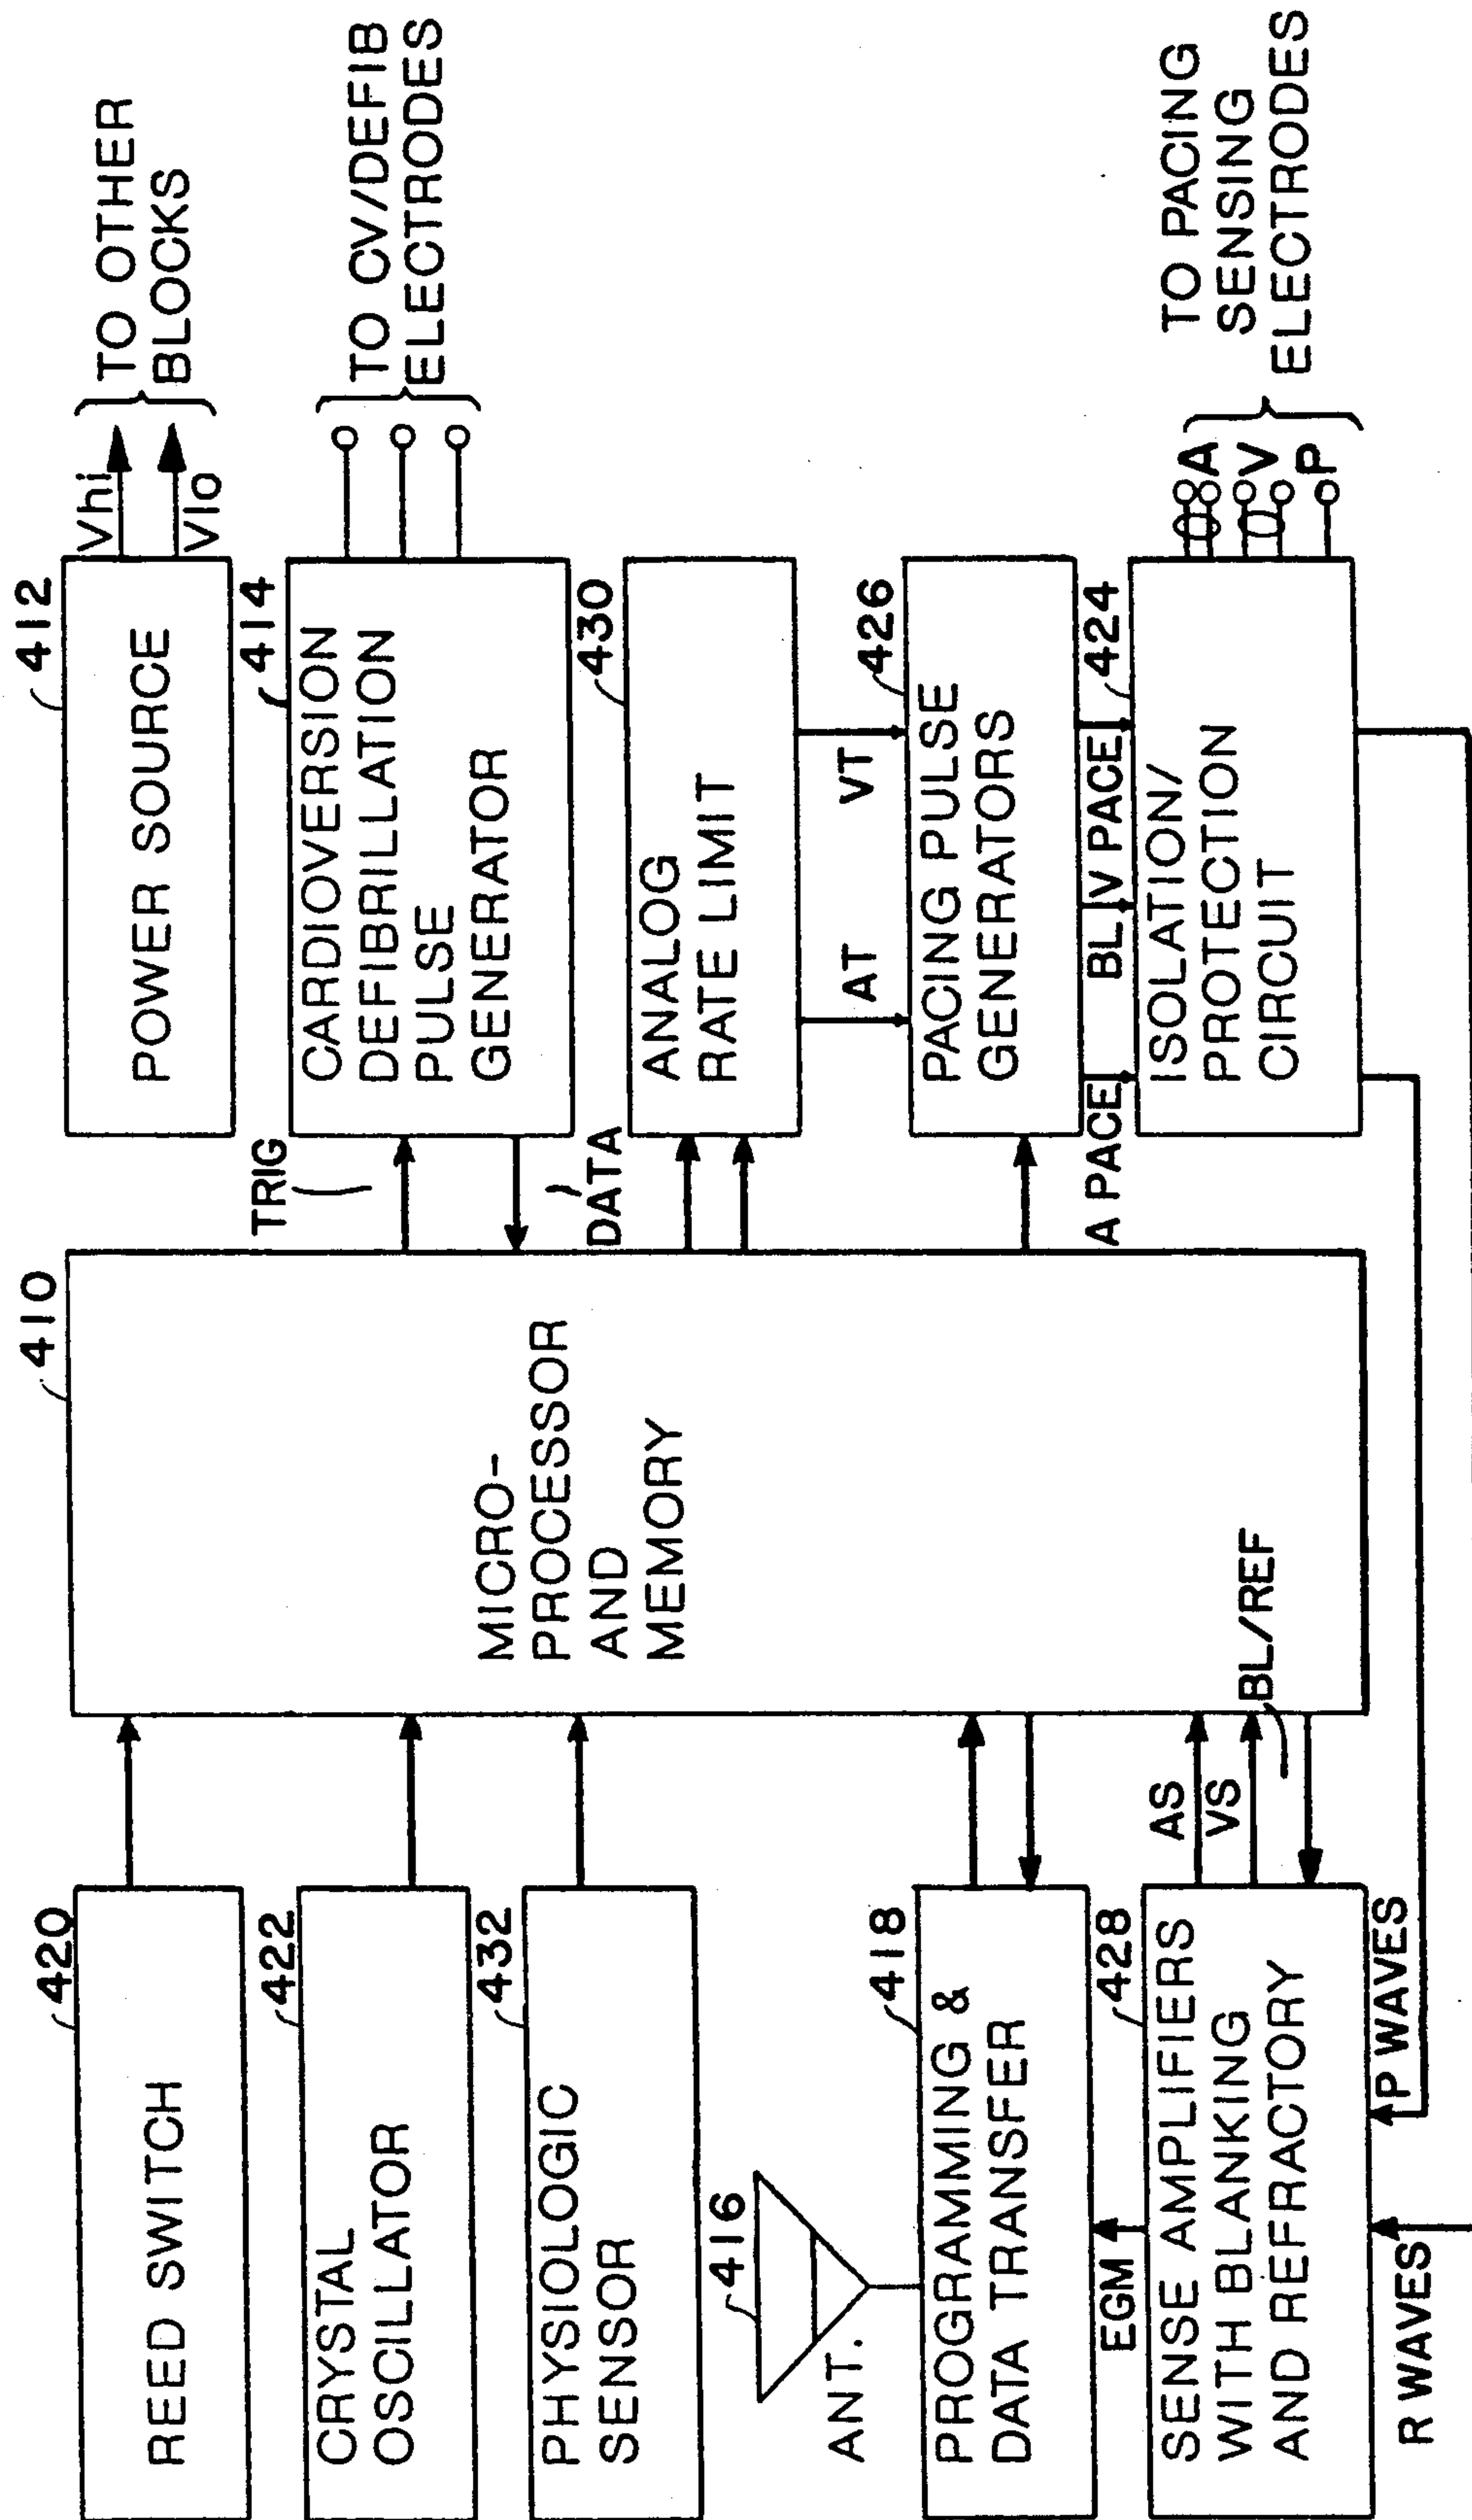 420
REED SWITCH
422
CRYSTAL
OSCILLATOR
432
PHYSIOLOGIC
SENSOR
416
ANT.
418
PROGRAMMING &
DATA TRANSFER
EGM
428
SENSE AMPLIFIERS
WITH BLANKING
AND REFRACTORY
R WAVES
P WAVES
AS
VS
BL/REF
410
MICRO-
PROCESSOR
AND
MEMORY
TRIG
DATA
412
POWER SOURCE
Vhi
Vlo
TO OTHER
BLOCKS
414
CARDIOVERSION
DEFIBRILLATION
PULSE
GENERATOR
TO CV/DEFIB
ELECTRODES
430
ANALOG
RATE LIMIT
AT
VT
426
PACING PULSE
GENERATORS
A PACE
BL
V PACE
424
ISOLATION/
PROTECTION
CIRCUIT
A
V
P
TO PACING
SENSING
ELECTRODES